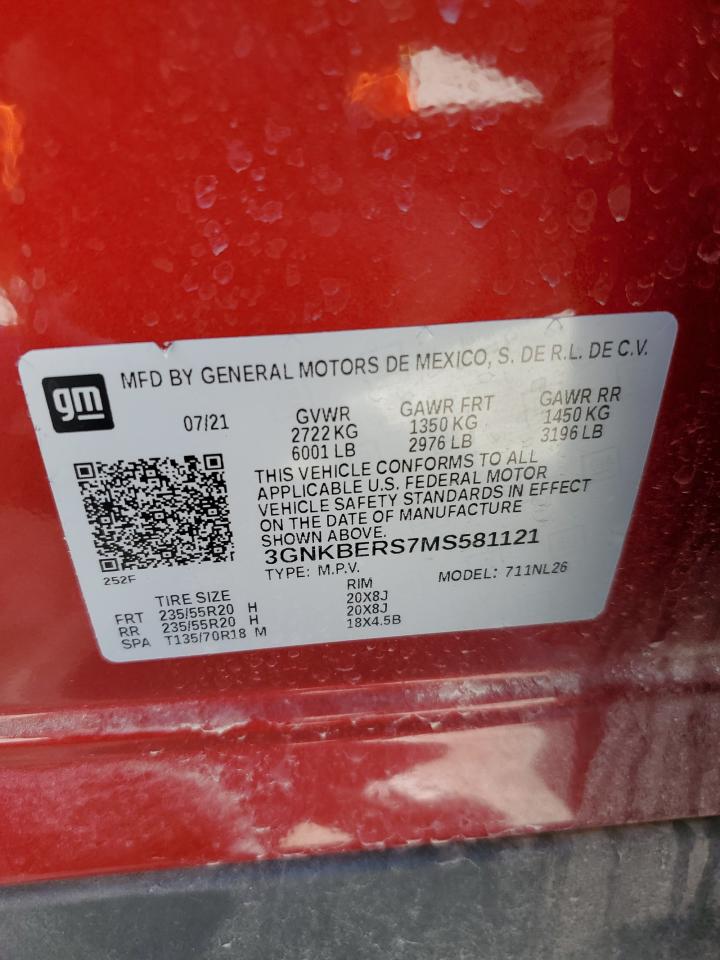 MFD BY GENERAL MOTORS DE MEXICO, S. DE R.L. DE C.V.
gm
07/21 GVWR GAWR FRT GAWR RR
2722 KG 1350 KG 1450 KG
6001 LB 2976 LB 3196 LB
THIS VEHICLE CONFORMS TO ALL
APPLICABLE U.S. FEDERAL MOTOR
VEHICLE SAFETY STANDARDS IN EFFECT
ON THE DATE OF MANUFACTURE
SHOWN ABOVE.
3GNKBERS7MS581121
252F
TYPE: M.P.V. MODEL: 711NL26
TIRE SIZE RIM
FRT 235/55R20 H 20X8J
RR 235/55R20 H 20X8J
SPA T135/70R18 M 18X4.5B